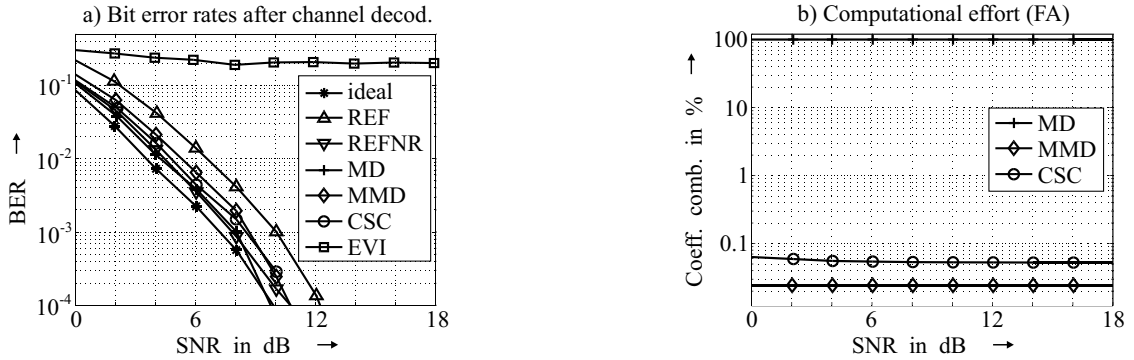 a) Bit error rates after channel decod.
10⁻¹
10⁻²
10⁻³
10⁻⁴
BER →
0 6 12 18
SNR in dB →
ideal
REF
REFNR
MD
MMD
CSC
EVI
b) Computational effort (FA)
100
10
1
0.1
Coeff. comb. in % →
0 6 12 18
SNR in dB →
MD
MMD
CSC